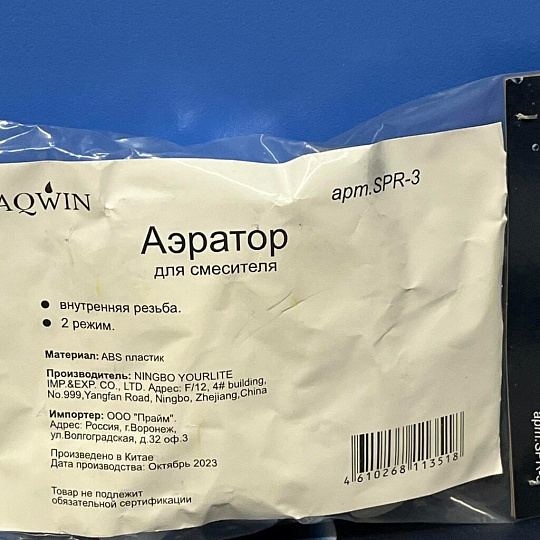 AQWIN
арт.SPR-3
Аэратор
для смесителя
внутренняя резьба.
2 режим.
Материал: ABS пластик
Производитель: NINGBO YOURLITE
IMP.&EXP. CO., LTD. Адрес: F/12, 4# building,
No.999,Yangfan Road, Ningbo, Zhejiang,China
Импортер: ООО "Прайм".
Адрес: Россия, г.Воронеж,
ул.Волгоградская, д.32 оф.3
Произведено в Китае
Дата производства: Октябрь 2023
Товар не подлежит
обязательной сертификации
4 610268 113518